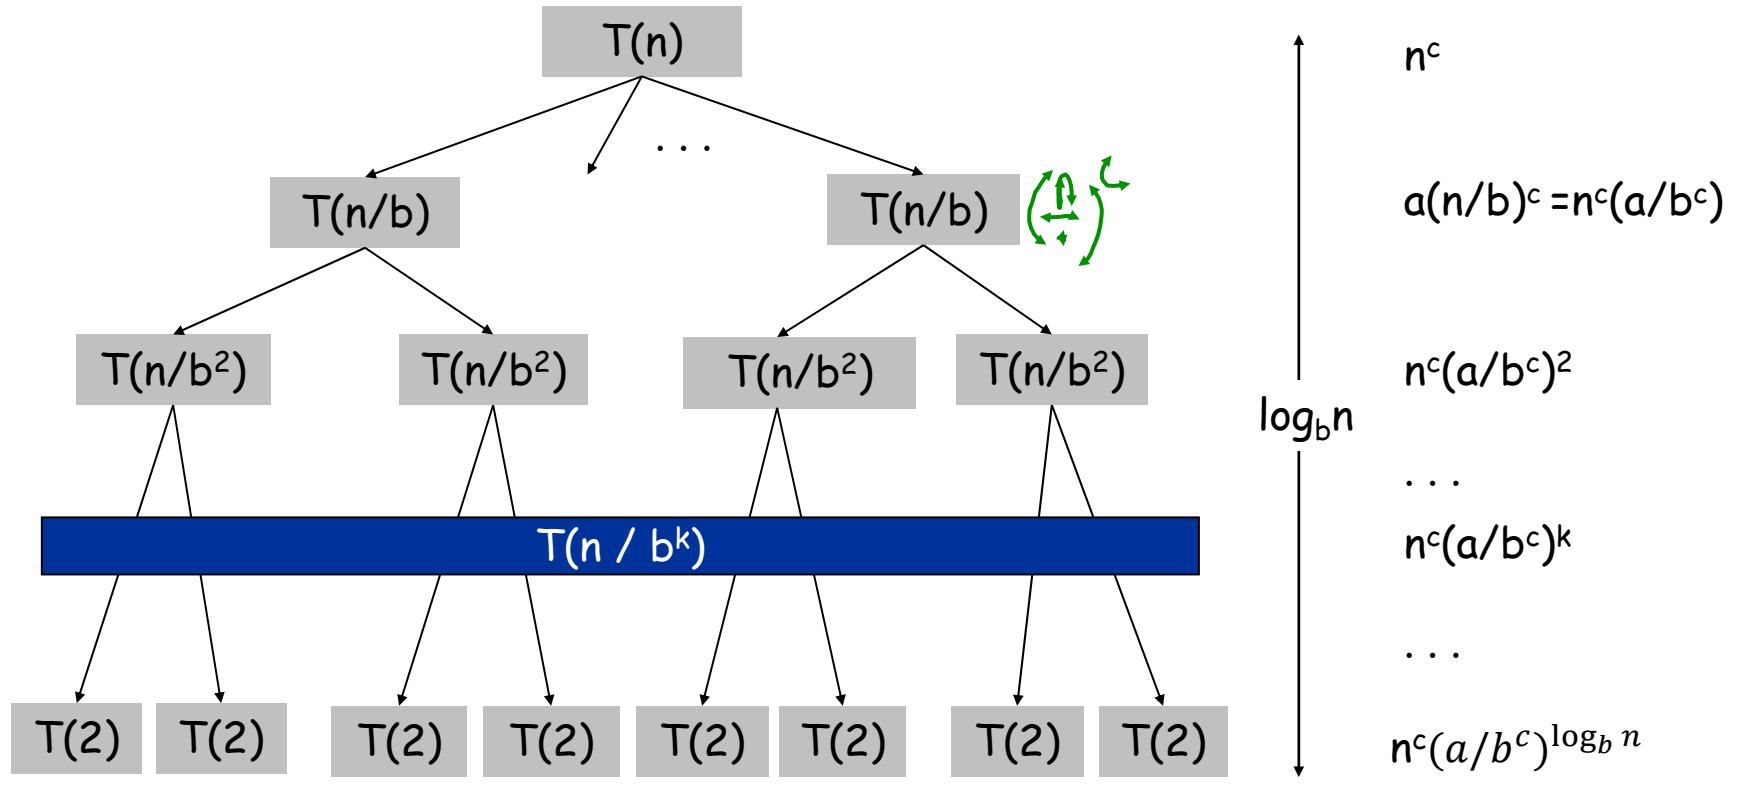 T(n)
nᶜ
. . .
T(n/b) T(n/b) (n/b)ᶜ
a(n/b)ᶜ =nᶜ(a/bᶜ)
T(n/b²) T(n/b²) T(n/b²) T(n/b²)
nᶜ(a/bᶜ)²
log_b n
. . .
T(n / bᵏ)
nᶜ(a/bᶜ)ᵏ
. . .
T(2) T(2) T(2) T(2) T(2) T(2) T(2) T(2)
nᶜ(a/bᶜ)^(log_b n)